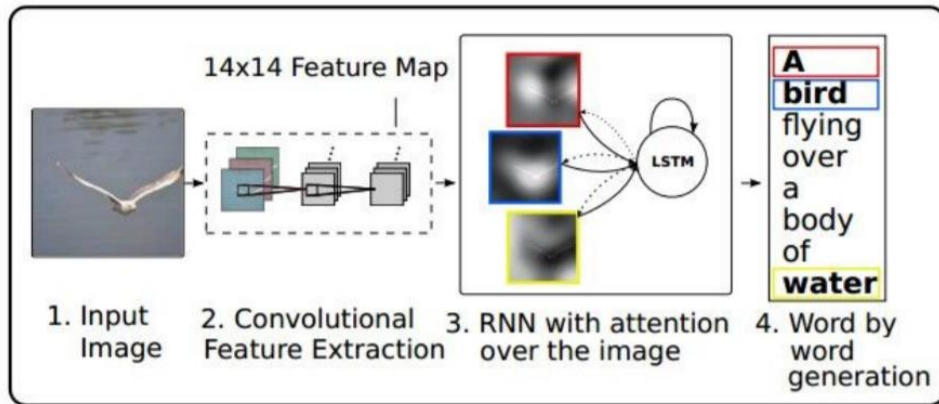 14x14 Feature Map
LSTM
A
bird
flying
over
a
body
of
water
1. Input
Image
2. Convolutional
Feature Extraction
3. RNN with attention
over the image
4. Word by
word
generation